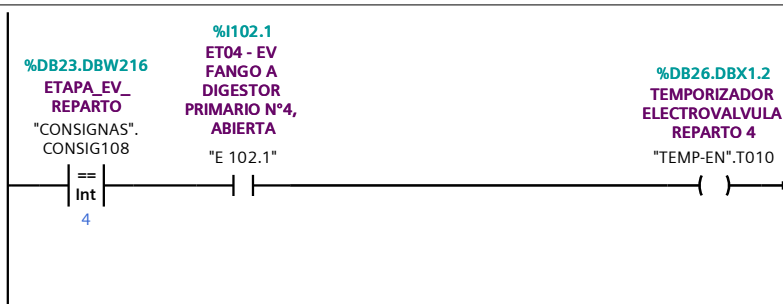 %DB23.DBW216
ETAPA_EV_
REPARTO
"CONSIGNAS".
CONSIG108
==
Int
4
%I102.1
ET04 - EV
FANGO A
DIGESTOR
PRIMARIO N°4,
ABIERTA
"E 102.1"
%DB26.DBX1.2
TEMPORIZADOR
ELECTROVALVULA
REPARTO 4
"TEMP-EN".T010